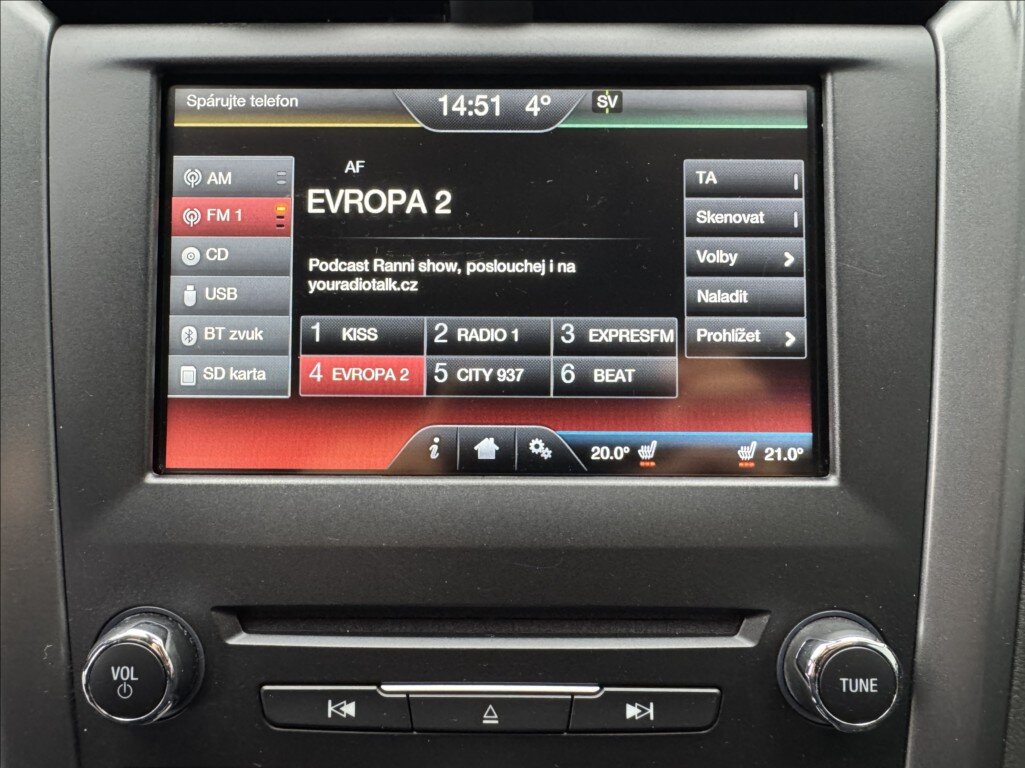 Spárujte telefon
14:51 4°
SV
AM
FM 1
CD
USB
BT zvuk
SD karta
AF
EVROPA 2
Podcast Ranni show, poslouchej i na
youradiotalk.cz
1 KISS
2 RADIO 1
3 EXPRESFM
4 EVROPA 2
5 CITY 937
6 BEAT
TA
Skenovat
Volby
Naladit
Prohlížet
i
20.0°
21.0°
VOL
TUNE